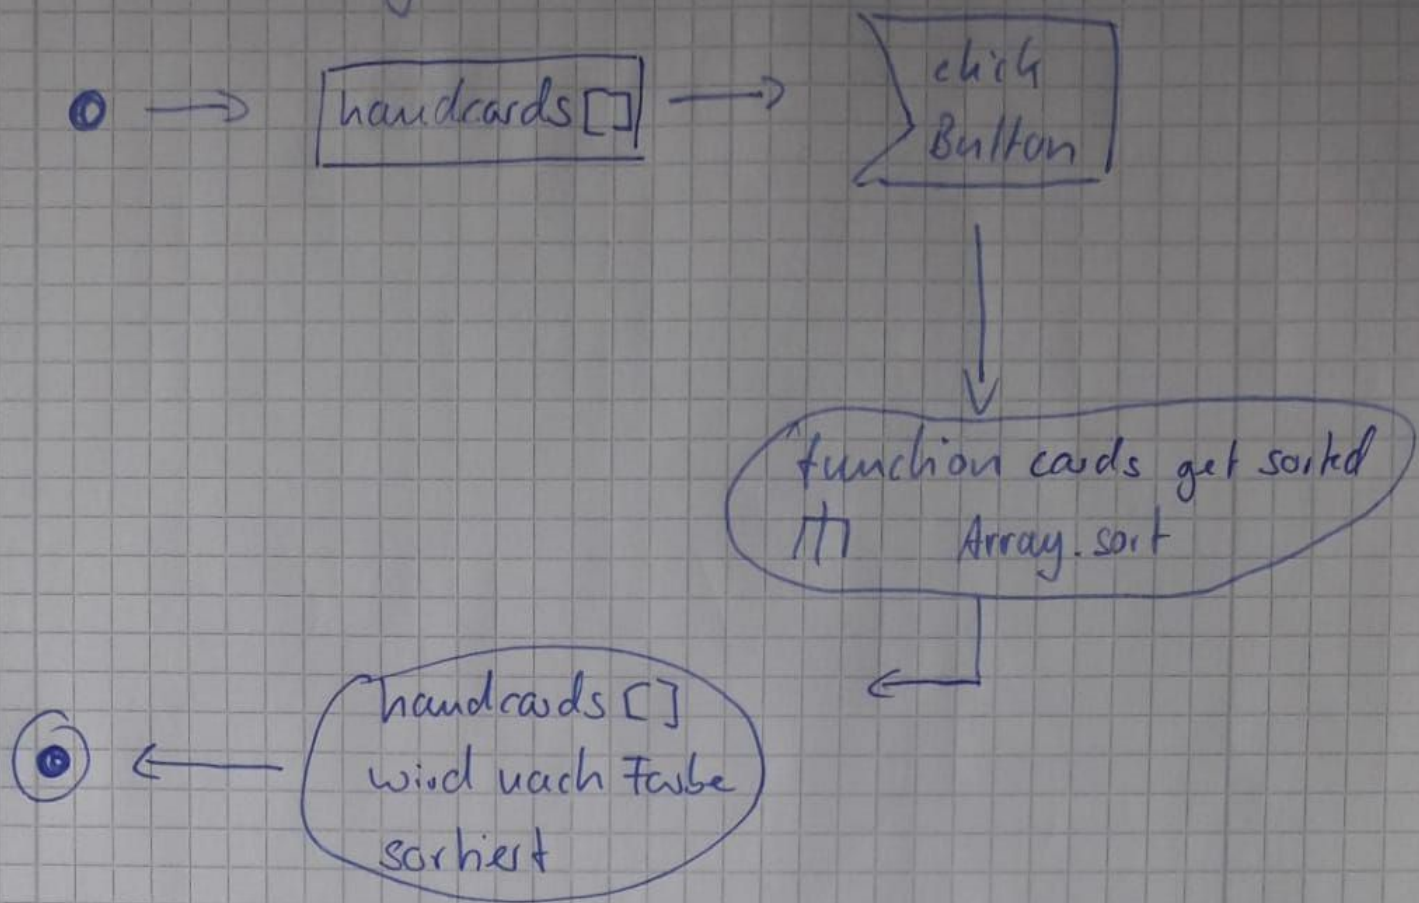 handcards []
click
Button
function cards get sorted
Array.sort
handcards []
wird nach Farbe
sortiert